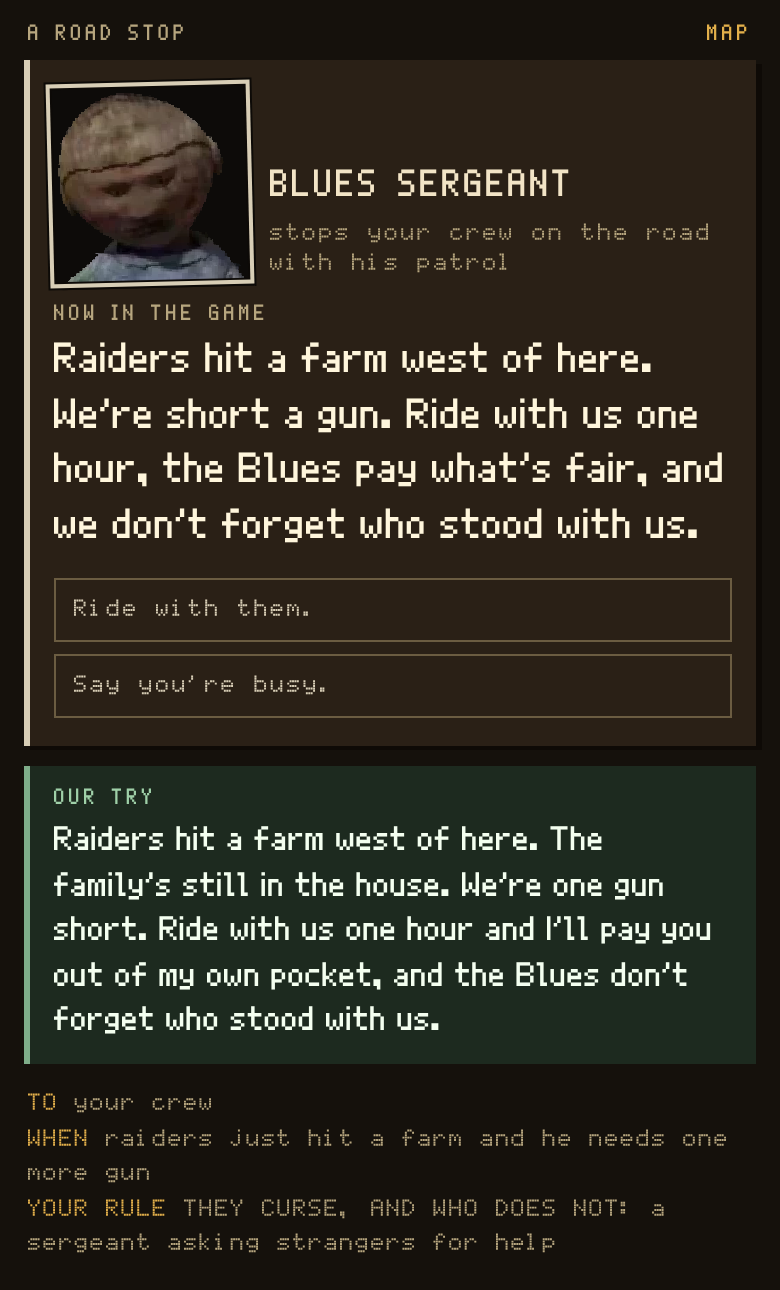 A ROAD STOP
MAP
BLUES SERGEANT
stops your crew on the road
with his patrol
NOW IN THE GAME
Raiders hit a farm west of here.
We're short a gun. Ride with us one
hour, the Blues pay what's fair, and
we don't forget who stood with us.
Ride with them.
Say you're busy.
OUR TRY
Raiders hit a farm west of here. The
family's still in the house. We're one gun
short. Ride with us one hour and I'll pay you
out of my own pocket, and the Blues don't
forget who stood with us.
TO your crew
WHEN raiders just hit a farm and he needs one
more gun
YOUR RULE THEY CURSE, AND WHO DOES NOT: a
sergeant asking strangers for help